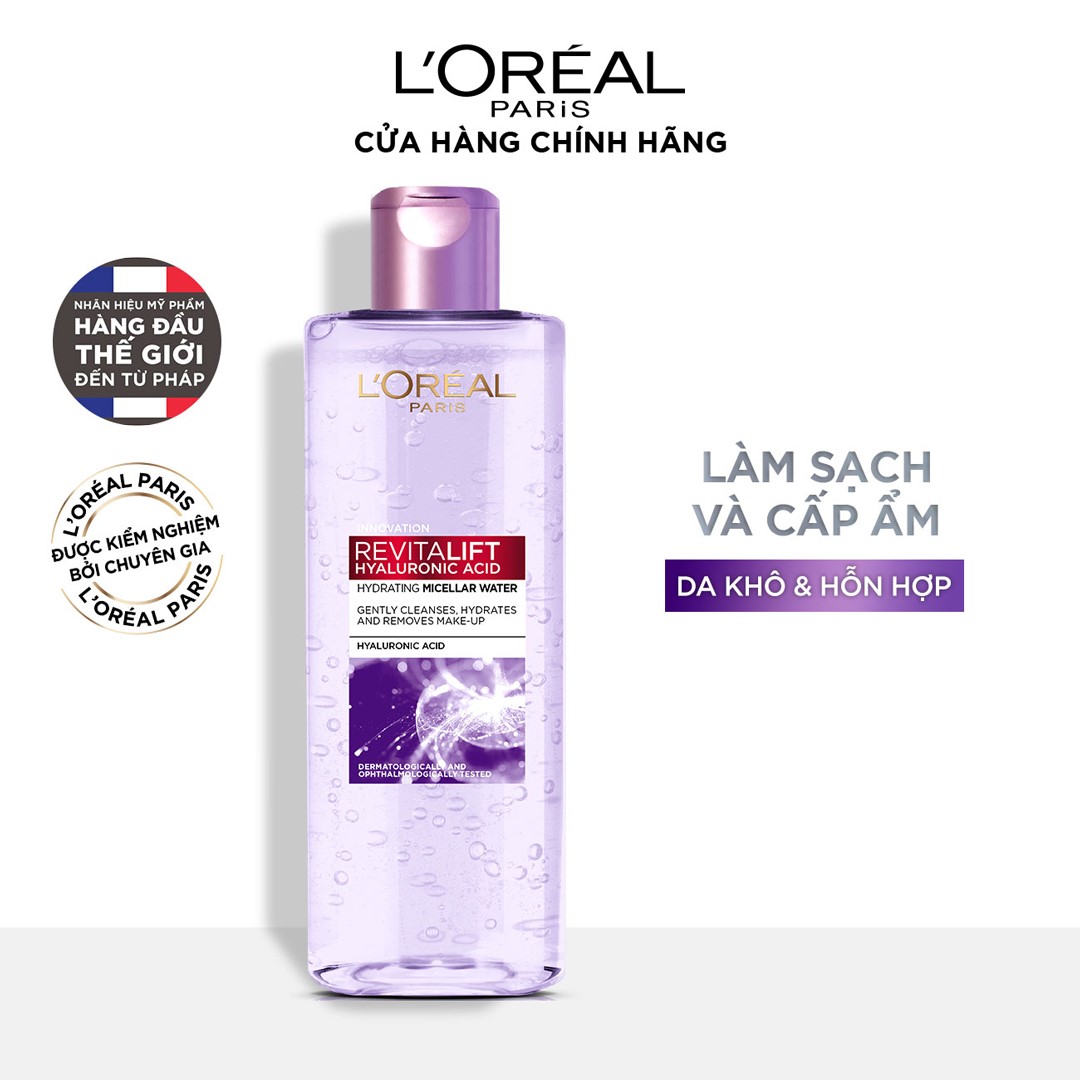 L'ORÉAL
PARiS
CỬA HÀNG CHÍNH HÃNG
NHÃN HIỆU MỸ PHẨM
HÀNG ĐẦU
THẾ GIỚI
ĐẾN TỪ PHÁP
L'ORÉAL PARIS
ĐƯỢC KIỂM NGHIỆM
BỞI CHUYÊN GIA
L'ORÉAL PARIS
L'ORÉAL
PARIS
INNOVATION
REVITALIFT
HYALURONIC ACID
HYDRATING MICELLAR WATER
GENTLY CLEANSES, HYDRATES
AND REMOVES MAKE-UP
HYALURONIC ACID
DERMATOLOGICALLY AND
OPHTHALMOLOGICALLY TESTED
LÀM SẠCH
VÀ CẤP ẨM
DA KHÔ & HỖN HỢP